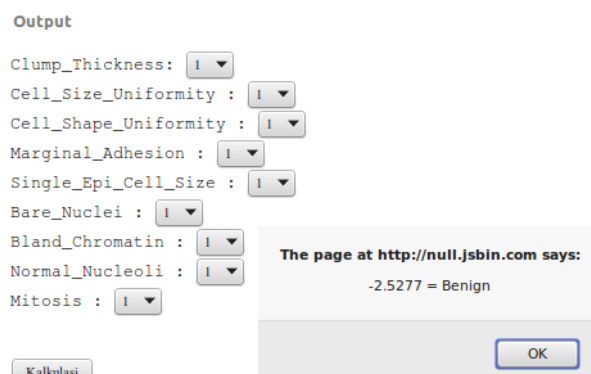 Output
Clump_Thickness: 1
Cell_Size_Uniformity : 1
Cell_Shape_Uniformity : 1
Marginal_Adhesion : 1
Single_Epi_Cell_Size : 1
Bare_Nuclei : 1
Bland_Chromatin : 1
Normal_Nucleoli : 1
Mitosis : 1
Kalkulasi
The page at http://null.jsbin.com says:
-2.5277 = Benign
OK